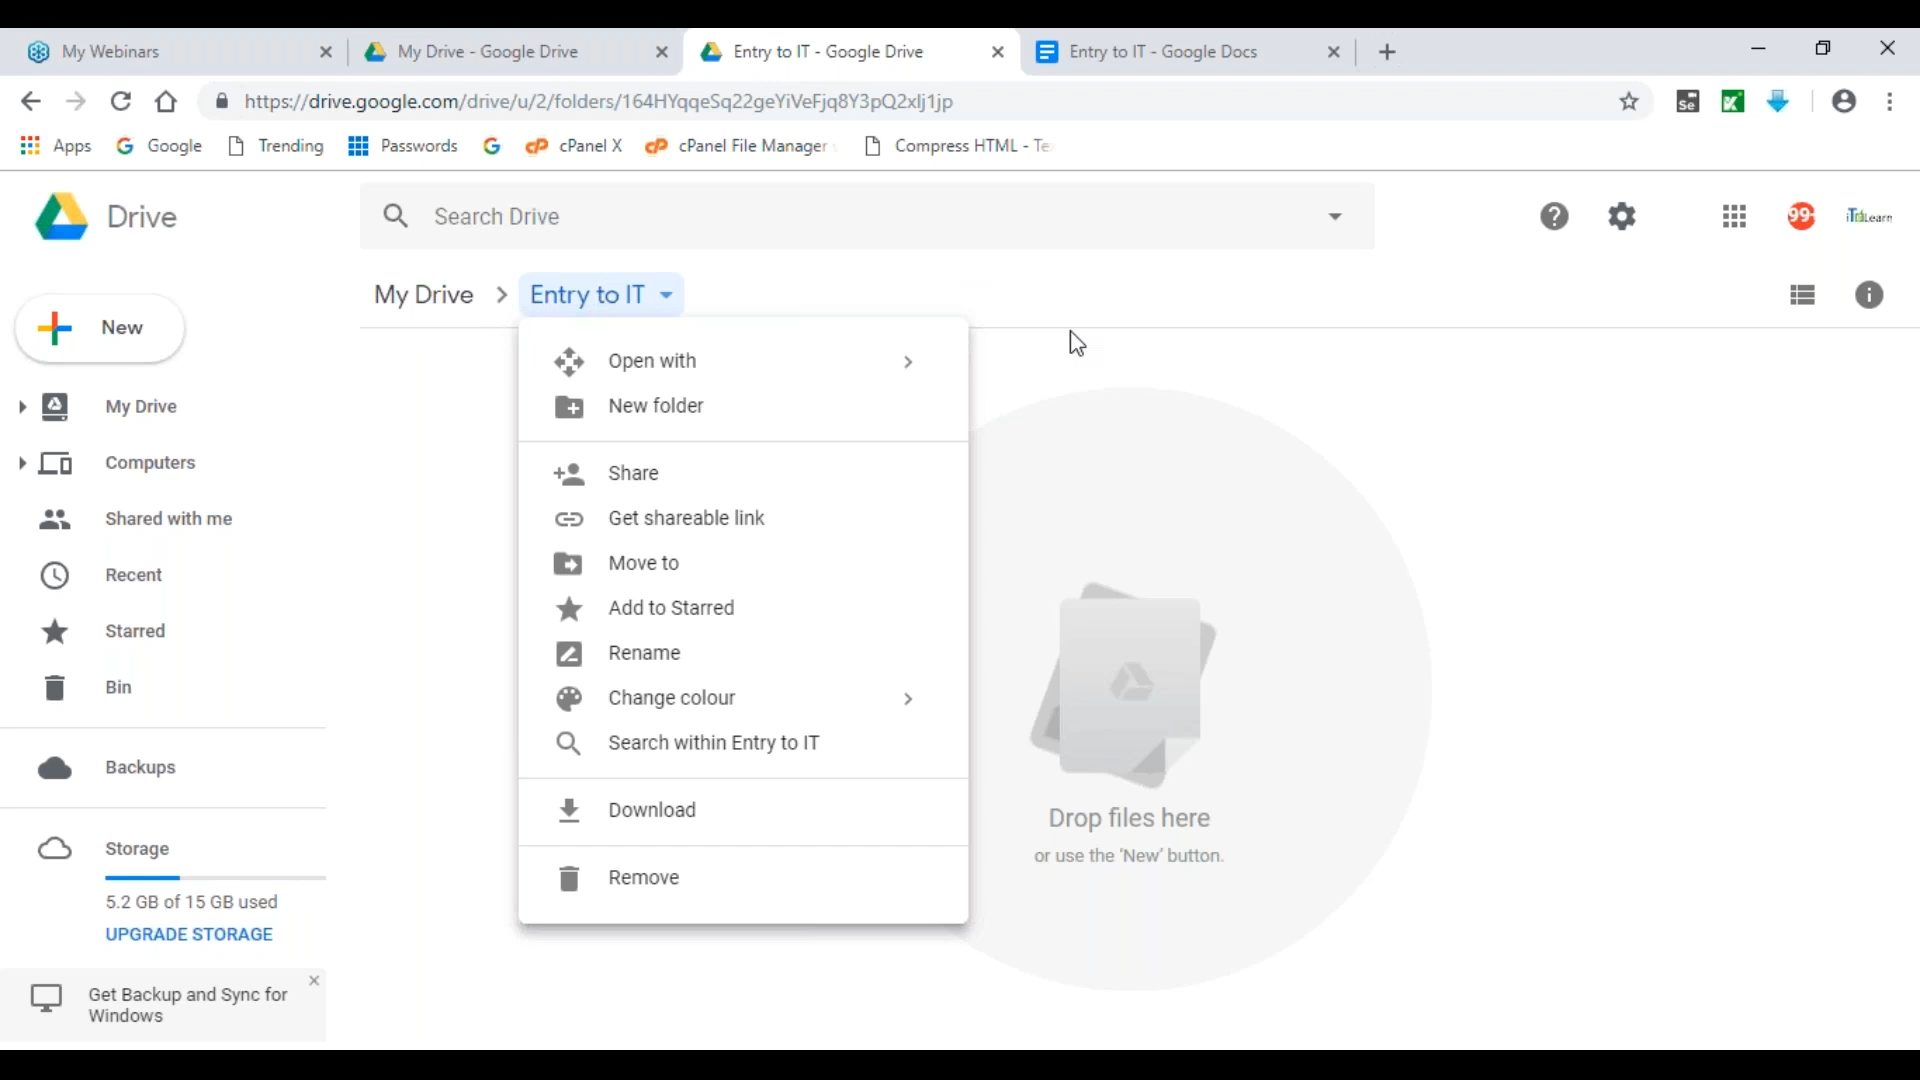 My Webinars
My Drive - Google Drive
Entry to IT - Google Drive
Entry to IT - Google Docs
https://drive.google.com/drive/u/2/folders/164HYqqeSq22geYiVeFjq8Y3pQ2xlj1jp
Apps
Google
Trending
Passwords
cPanel X
cPanel File Manager
Compress HTML - Te
Drive
Search Drive
99+
iTdLearn
My Drive
Entry to IT
New
Open with
New folder
My Drive
Computers
Share
Shared with me
Get shareable link
Move to
Recent
Add to Starred
Starred
Rename
Bin
Change colour
Search within Entry to IT
Backups
Download
Drop files here
or use the 'New' button.
Storage
Remove
5.2 GB of 15 GB used
UPGRADE STORAGE
Get Backup and Sync for
Windows